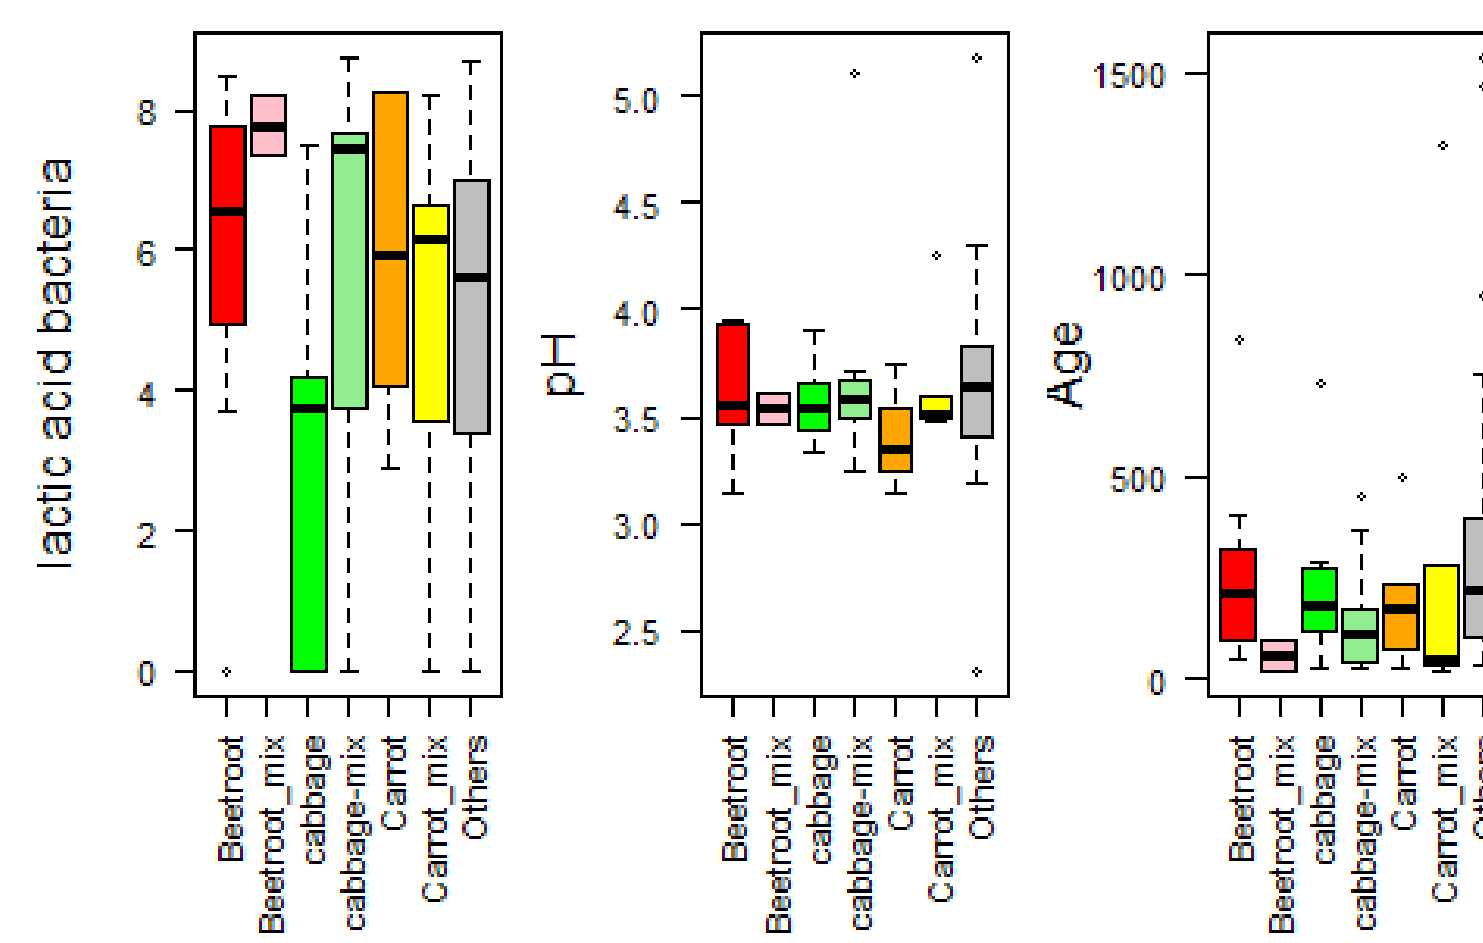 lactic acid bacteria
8
6
4
2
0
Beetroot
Beetroot_mix
cabbage
cabbage-mix
Carrot
Carrot_mix
Others
pH
5.0
4.5
4.0
3.5
3.0
2.5
Beetroot
Beetroot_mix
cabbage
cabbage-mix
Carrot
Carrot_mix
Others
Age
1500
1000
500
0
Beetroot
Beetroot_mix
cabbage
cabbage-mix
Carrot
Carrot_mix